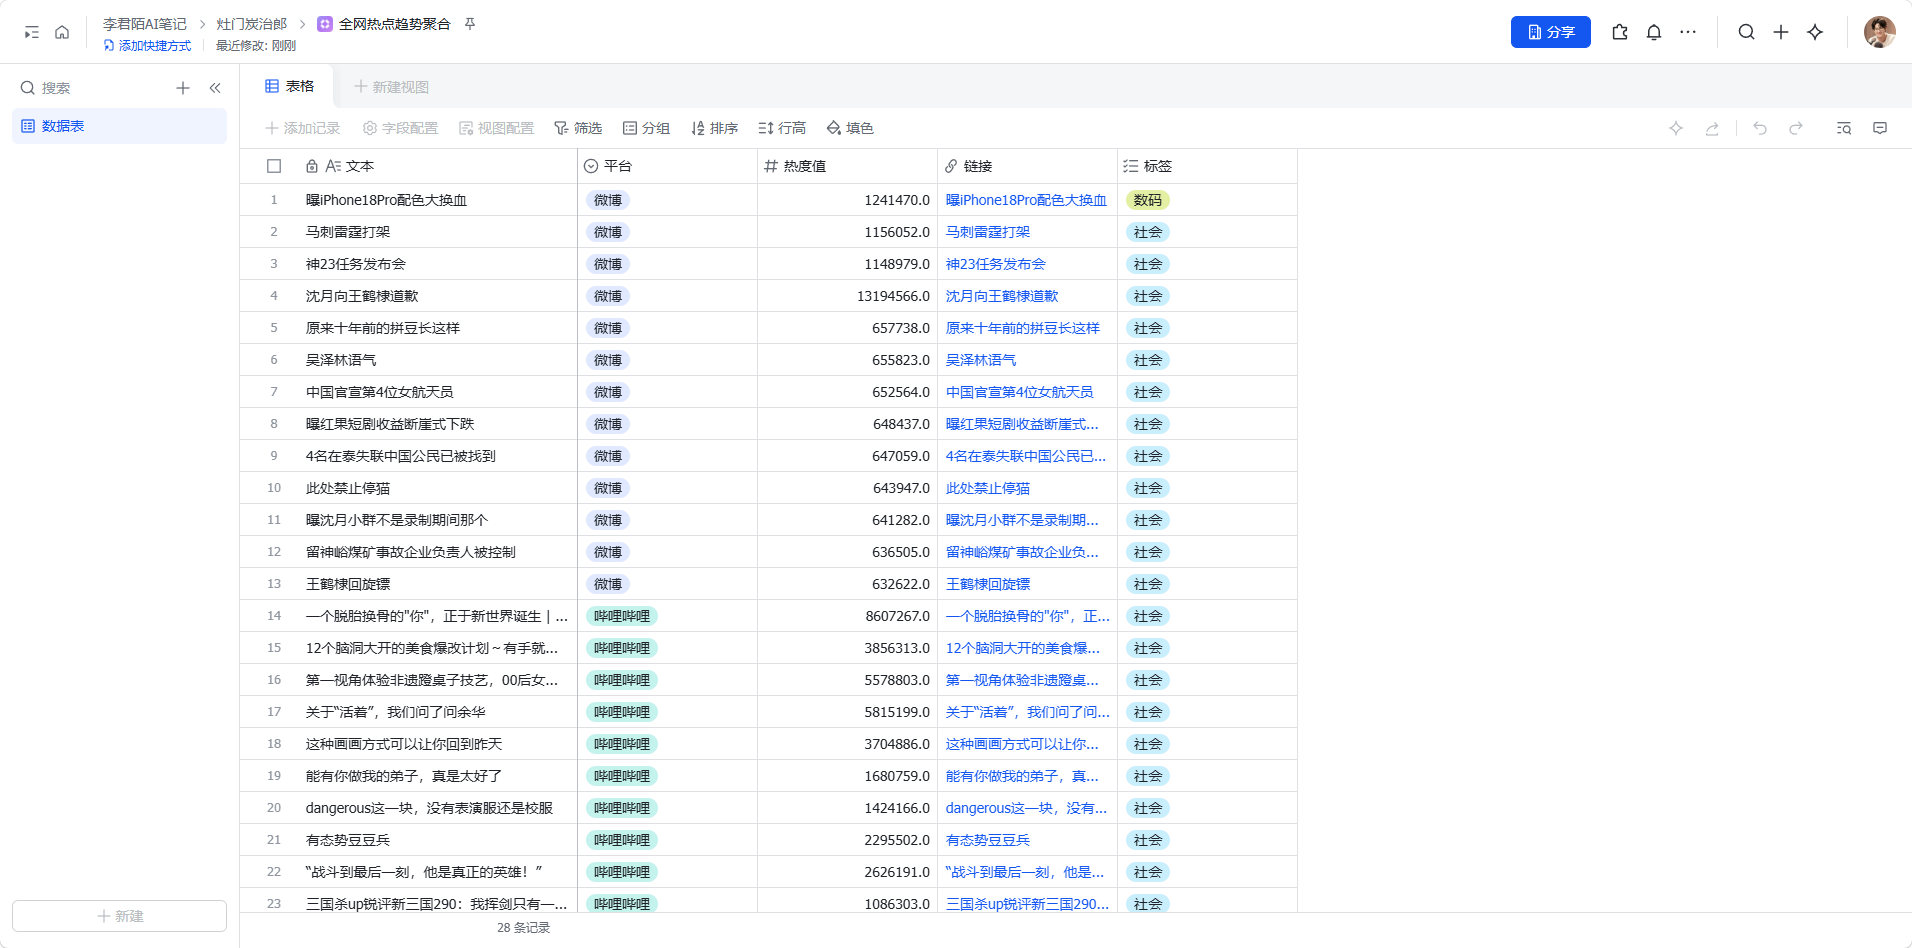 李君陌AI笔记 > 灶门炭治郎 > 全网热点趋势聚合
添加快捷方式 | 最近修改: 刚刚
分享
搜索
数据表
新建
表格
新建视图
添加记录 字段配置 视图配置 筛选 分组 排序 行高 填色
文本 平台 热度值 链接 标签
1 曝iPhone18Pro配色大换血 微博 1241470.0 曝iPhone18Pro配色大换血 数码
2 马刺雷霆打架 微博 1156052.0 马刺雷霆打架 社会
3 神23任务发布会 微博 1148979.0 神23任务发布会 社会
4 沈月向王鹤棣道歉 微博 13194566.0 沈月向王鹤棣道歉 社会
5 原来十年前的拼豆长这样 微博 657738.0 原来十年前的拼豆长这样 社会
6 吴泽林语气 微博 655823.0 吴泽林语气 社会
7 中国官宣第4位女航天员 微博 652564.0 中国官宣第4位女航天员 社会
8 曝红果短剧收益断崖式下跌 微博 648437.0 曝红果短剧收益断崖式... 社会
9 4名在泰失联中国公民已被找到 微博 647059.0 4名在泰失联中国公民已... 社会
10 此处禁止停猫 微博 643947.0 此处禁止停猫 社会
11 曝沈月小群不是录制期间那个 微博 641282.0 曝沈月小群不是录制期... 社会
12 留神峪煤矿事故企业负责人被控制 微博 636505.0 留神峪煤矿事故企业负... 社会
13 王鹤棣回旋镖 微博 632622.0 王鹤棣回旋镖 社会
14 一个脱胎换骨的"你"，正于新世界诞生 | ... 哔哩哔哩 8607267.0 一个脱胎换骨的"你"，正... 社会
15 12个脑洞大开的美食爆改计划～有手就... 哔哩哔哩 3856313.0 12个脑洞大开的美食爆... 社会
16 第一视角体验非遗蹬桌子技艺，00后女... 哔哩哔哩 5578803.0 第一视角体验非遗蹬桌... 社会
17 关于“活着”，我们问了问余华 哔哩哔哩 5815199.0 关于“活着”，我们问了问... 社会
18 这种画画方式可以让你回到昨天 哔哩哔哩 3704886.0 这种画画方式可以让你... 社会
19 能有你做我的弟子，真是太好了 哔哩哔哩 1680759.0 能有你做我的弟子，真... 社会
20 dangerous这一块，没有表演服还是校服 哔哩哔哩 1424166.0 dangerous这一块，没有... 社会
21 有态势豆豆兵 哔哩哔哩 2295502.0 有态势豆豆兵 社会
22 “战斗到最后一刻，他是真正的英雄！” 哔哩哔哩 2626191.0 “战斗到最后一刻，他是... 社会
23 三国杀up锐评新三国290：我挥剑只有一... 哔哩哔哩 1086303.0 三国杀up锐评新三国290... 社会
28 条记录